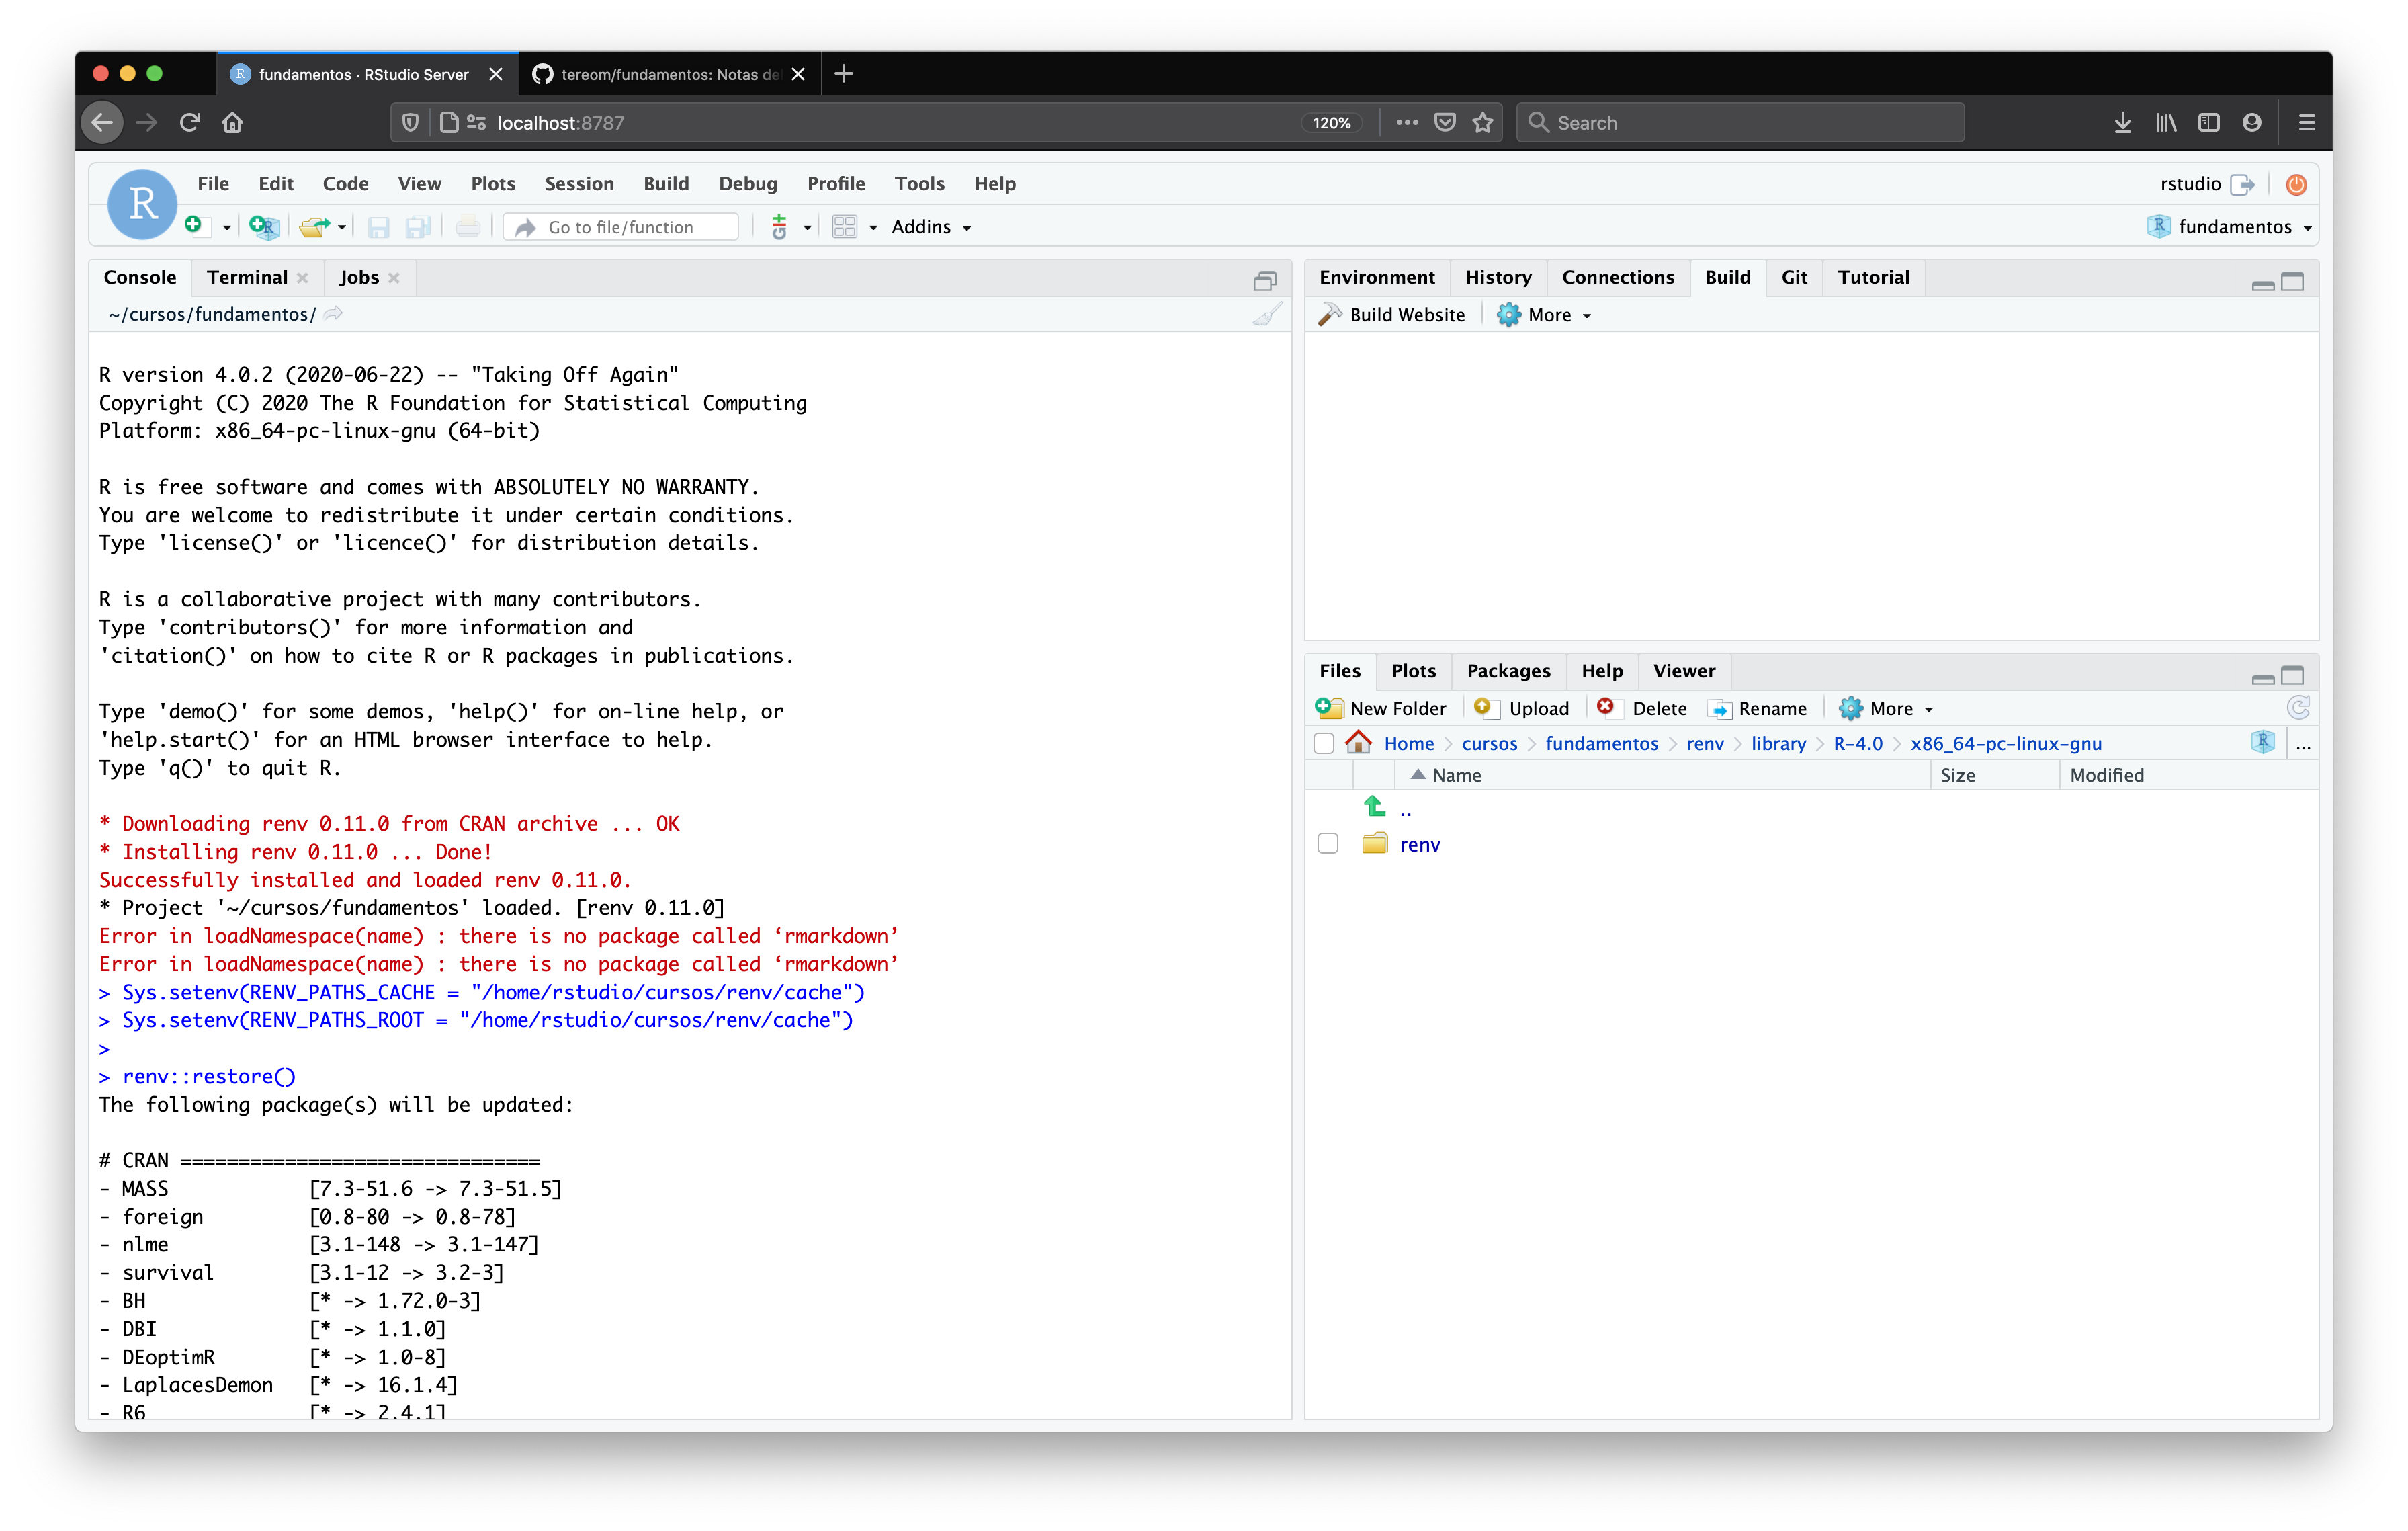 fundamentos · RStudio Server
tereom/fundamentos: Notas de
localhost:8787
120%
Search
R
File Edit Code View Plots Session Build Debug Profile Tools Help
rstudio
Go to file/function
Addins
fundamentos
Console Terminal Jobs
~/cursos/fundamentos/
R version 4.0.2 (2020-06-22) -- "Taking Off Again"
Copyright (C) 2020 The R Foundation for Statistical Computing
Platform: x86_64-pc-linux-gnu (64-bit)
R is free software and comes with ABSOLUTELY NO WARRANTY.
You are welcome to redistribute it under certain conditions.
Type 'license()' or 'licence()' for distribution details.
R is a collaborative project with many contributors.
Type 'contributors()' for more information and
'citation()' on how to cite R or R packages in publications.
Type 'demo()' for some demos, 'help()' for on-line help, or
'help.start()' for an HTML browser interface to help.
Type 'q()' to quit R.
* Downloading renv 0.11.0 from CRAN archive ... OK
* Installing renv 0.11.0 ... Done!
Successfully installed and loaded renv 0.11.0.
* Project '~/cursos/fundamentos' loaded. [renv 0.11.0]
Error in loadNamespace(name) : there is no package called ‘rmarkdown’
Error in loadNamespace(name) : there is no package called ‘rmarkdown’
> Sys.setenv(RENV_PATHS_CACHE = "/home/rstudio/cursos/renv/cache")
> Sys.setenv(RENV_PATHS_ROOT = "/home/rstudio/cursos/renv/cache")
>
> renv::restore()
The following package(s) will be updated:
# CRAN ===============================
- MASS [7.3-51.6 -> 7.3-51.5]
- foreign [0.8-80 -> 0.8-78]
- nlme [3.1-148 -> 3.1-147]
- survival [3.1-12 -> 3.2-3]
- BH [* -> 1.72.0-3]
- DBI [* -> 1.1.0]
- DEoptimR [* -> 1.0-8]
- LaplacesDemon [* -> 16.1.4]
- R6 [* -> 2.4.1]
Environment History Connections Build Git Tutorial
Build Website More
Files Plots Packages Help Viewer
New Folder Upload Delete Rename More
Home cursos fundamentos renv library R-4.0 x86_64-pc-linux-gnu ...
Name Size Modified
..
renv